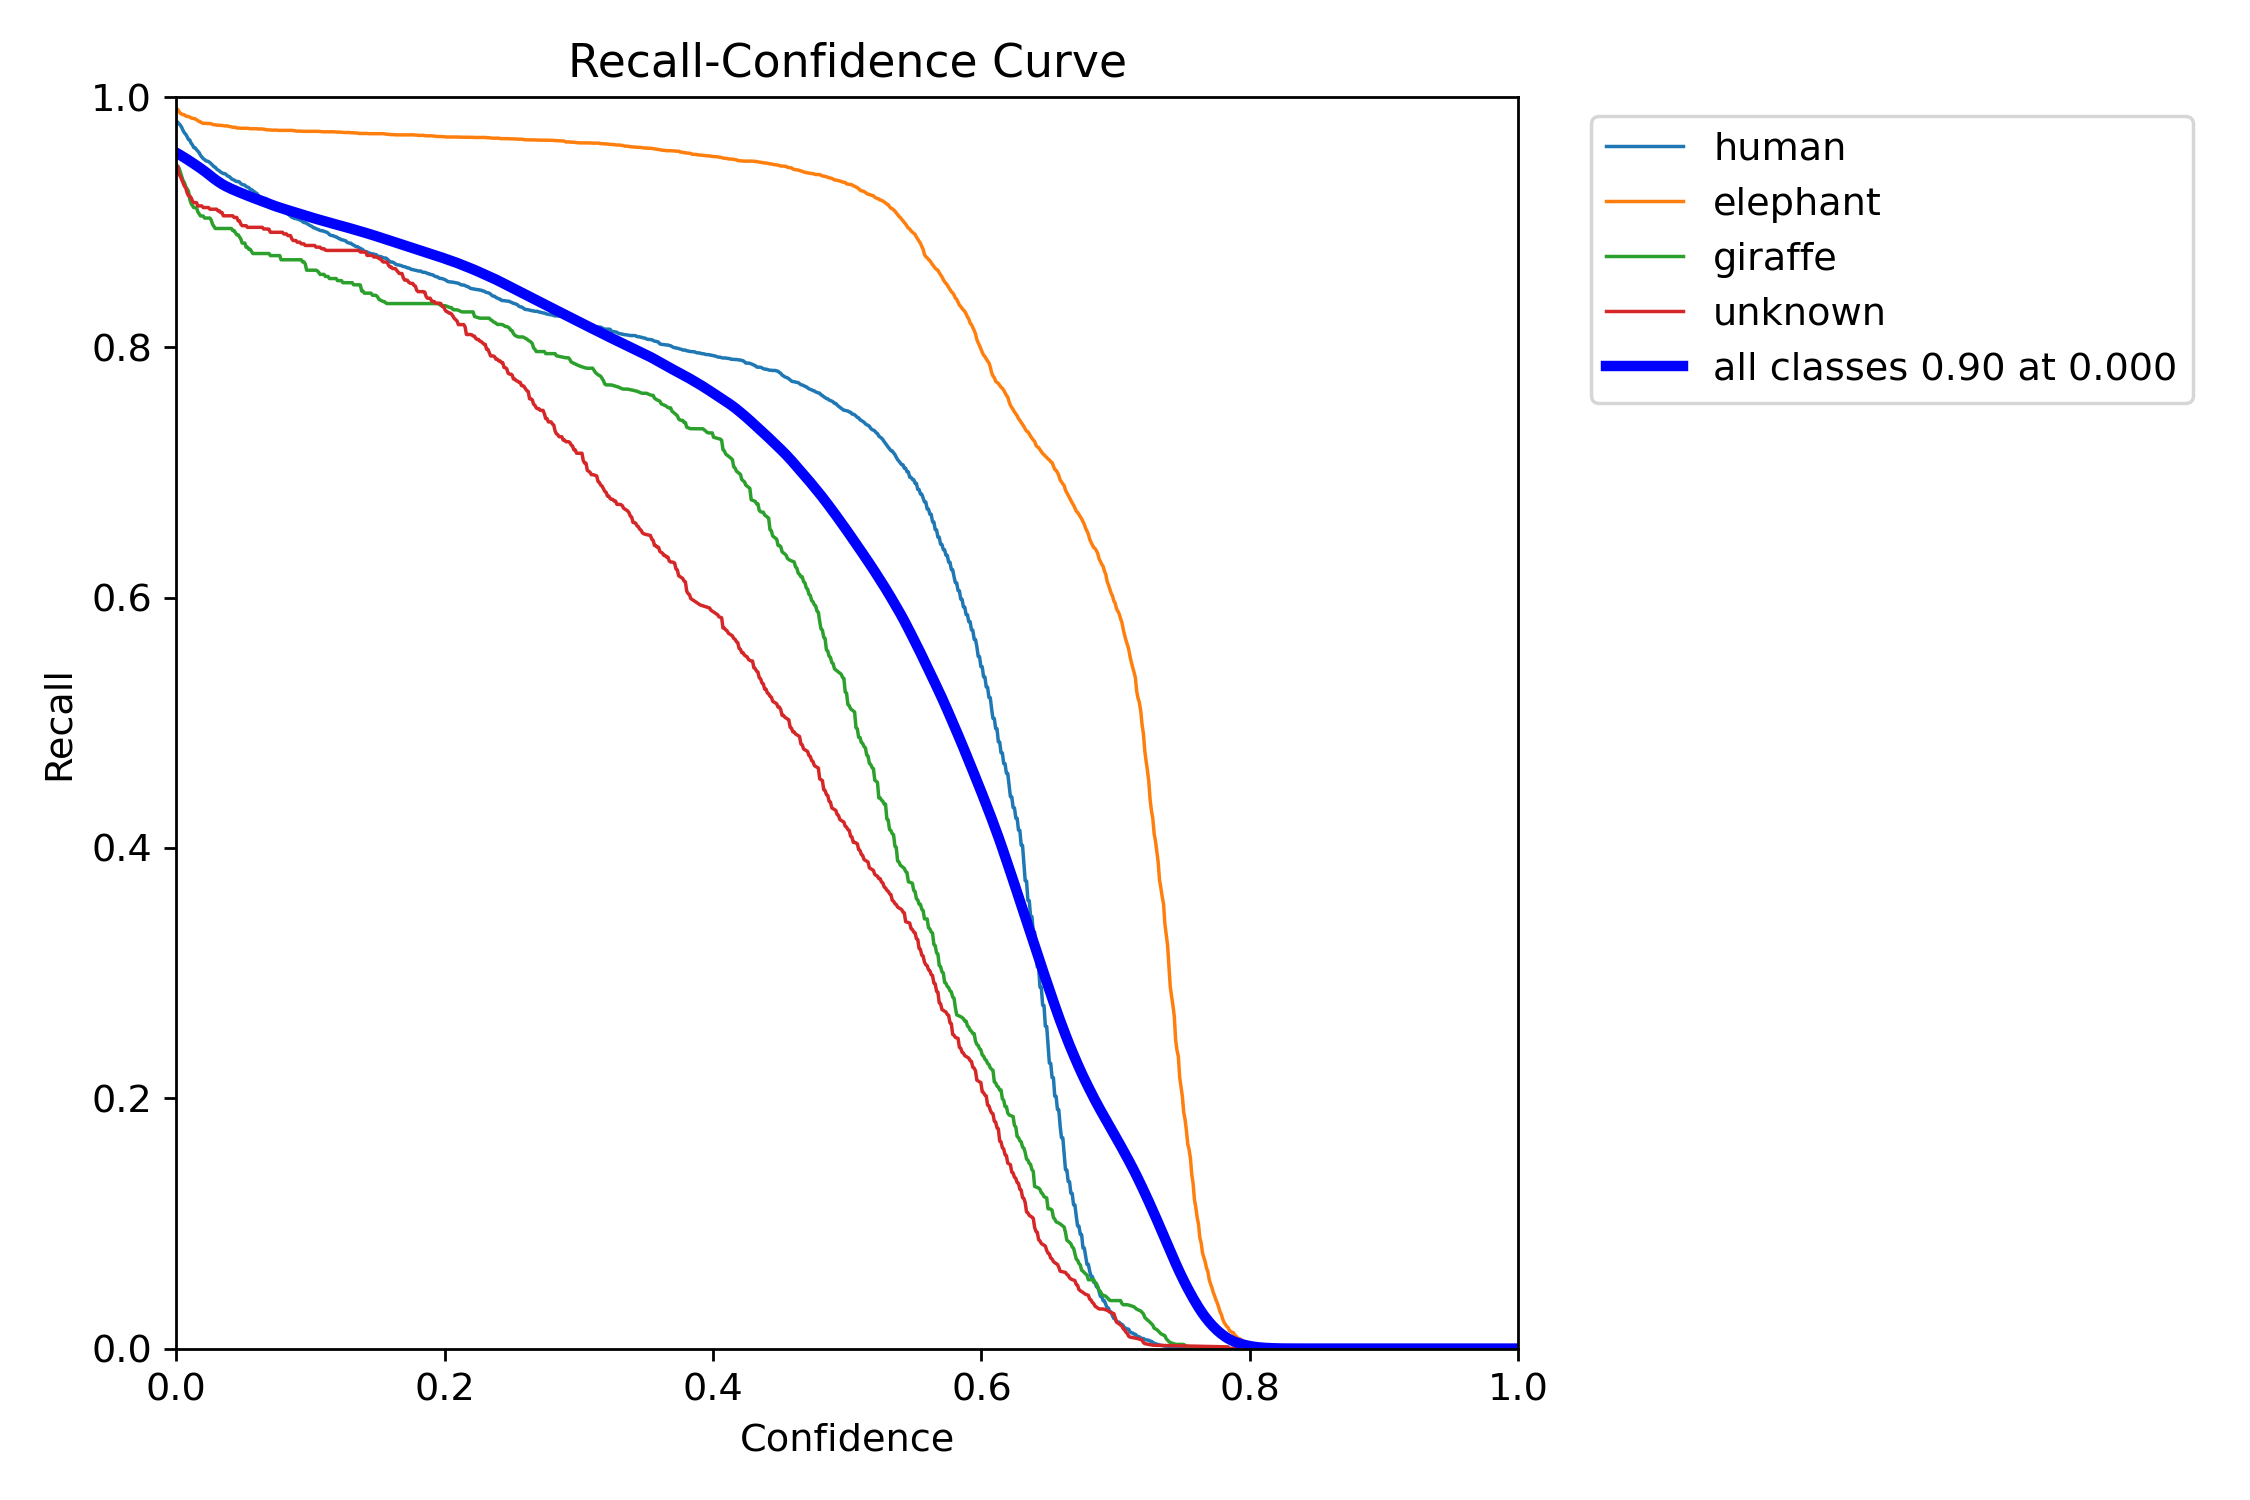 Recall-Confidence Curve
1.0
0.8
0.6
0.4
0.2
0.0
Recall
0.0 0.2 0.4 0.6 0.8 1.0
Confidence
human
elephant
giraffe
unknown
all classes 0.90 at 0.000